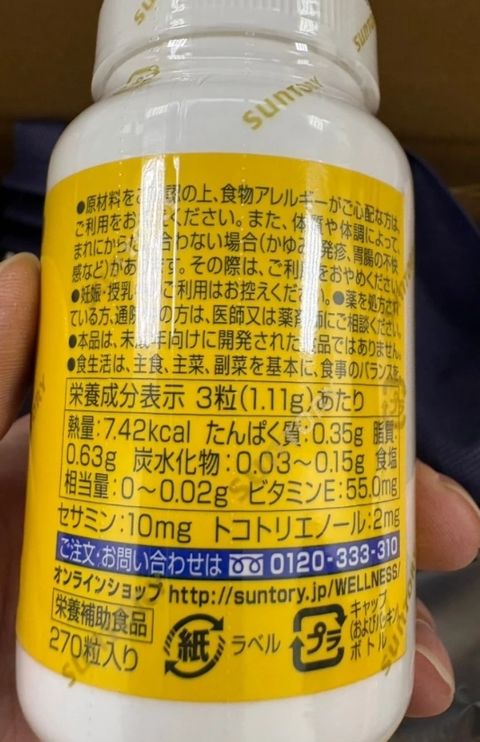 suntory
suntory
●原材料をご確認の上、食物アレルギーがご心配な方は、
ご利用をお控えください。また、体質や体調によって、
まれにからだに合わない場合(かゆみ、発疹、胃腸の不快
感など)があります。その際は、ご利用をおやめください。
●妊娠・授乳中のご利用はお控えください。●薬を処方され
ている方、通院中の方は、医師又は薬剤師にご相談ください。
●本品は、未成年向けに開発された食品ではありません。
●食生活は、主食、主菜、副菜を基本に、食事のバランスを。
栄養成分表示 3粒(1.11g)あたり
熱量:7.42kcal たんぱく質:0.35g 脂質:
0.63g 炭水化物:0.03〜0.15g 食塩
相当量:0〜0.02g ビタミンE:55.0mg
セサミン:10mg トコトリエノール:2mg
ご注文・お問い合わせは 0120-333-310
オンラインショップ http://suntory.jp/WELLNESS/
栄養補助食品
270粒入り
紙
ラベル
プラ
キャップ
(およびパッキン)
ボトル